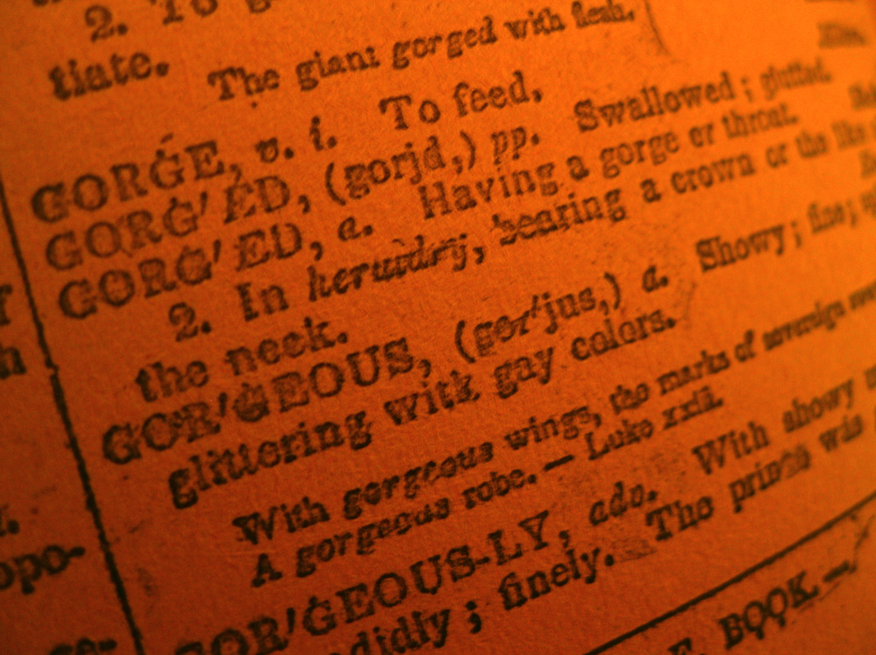 2. To g
tiate.
The giant gorged with flesh.
GORGE, v. i. To feed.
GORG'ED, (gorjd,) pp. Swallowed; glutted.
GORG'ED, a. Having a gorge or throat.
2. In heraldry, bearing a crown or the like
the neck.
GOR'GEOUS, (gor'jus,) a. Showy; fine;
glittering with gay colors.
With gorgeous wings, the marks of sovereign
A gorgeous robe. — Luke xxiii.
GOR'GEOUS-LY, adv. With showy
didly; finely. The prince was
opo-
E BOOK.—